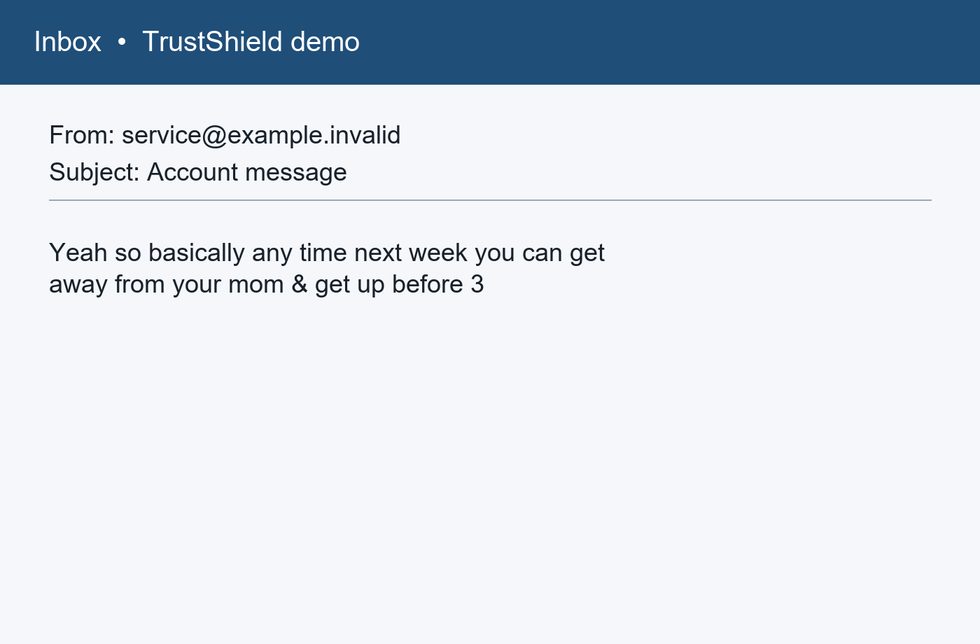 Inbox • TrustShield demo
From: service@example.invalid
Subject: Account message
Yeah so basically any time next week you can get
away from your mom & get up before 3